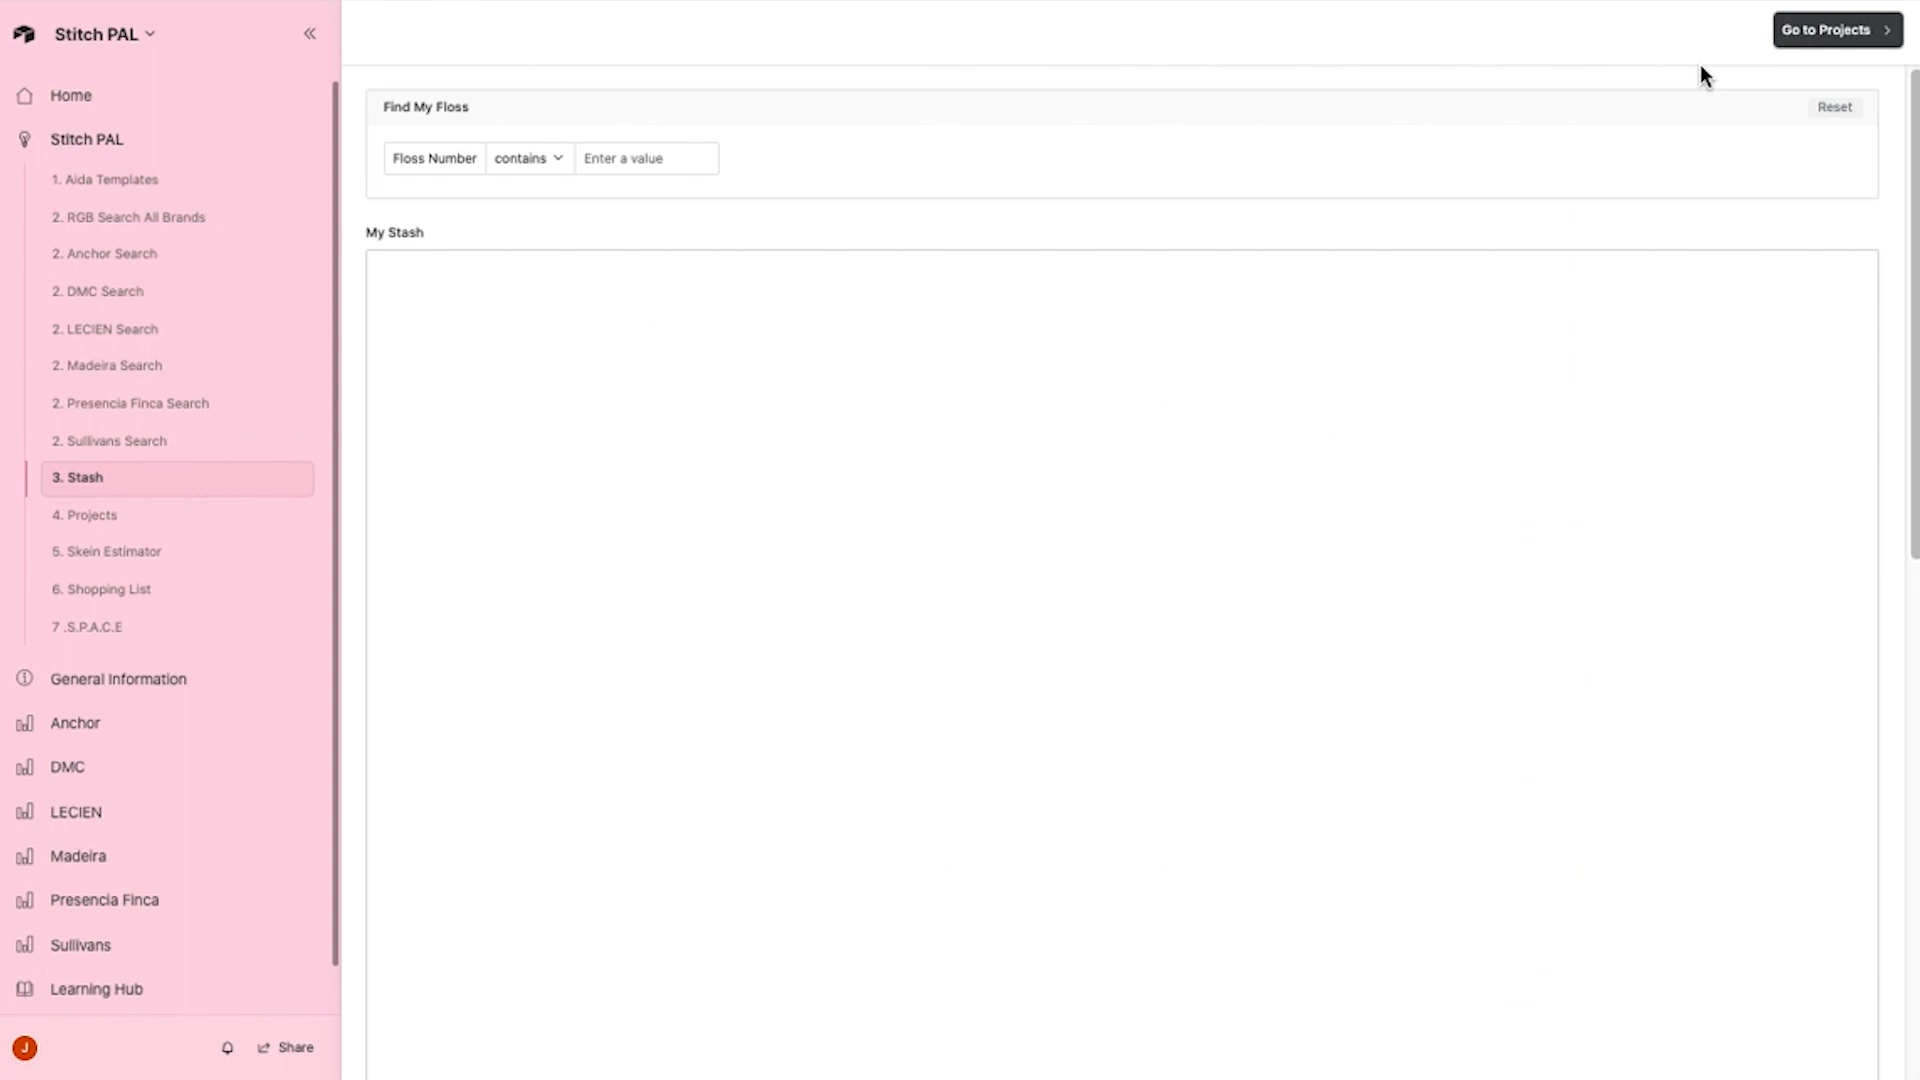 Stitch PAL
Home
Stitch PAL
1. Aida Templates
2. RGB Search All Brands
2. Anchor Search
2. DMC Search
2. LECIEN Search
2. Madeira Search
2. Presencia Finca Search
2. Sullivans Search
3. Stash
4. Projects
5. Skein Estimator
6. Shopping List
7 .S.P.A.C.E
General Information
Anchor
DMC
LECIEN
Madeira
Presencia Finca
Sullivans
Learning Hub
J
Share
Go to Projects
Find My Floss
Reset
Floss Number contains Enter a value
My Stash